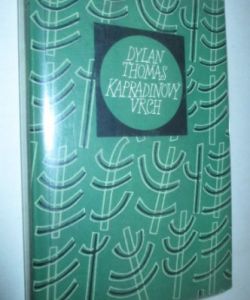 DYLAN
THOMAS
KAPRADINOVÝ
VRCH